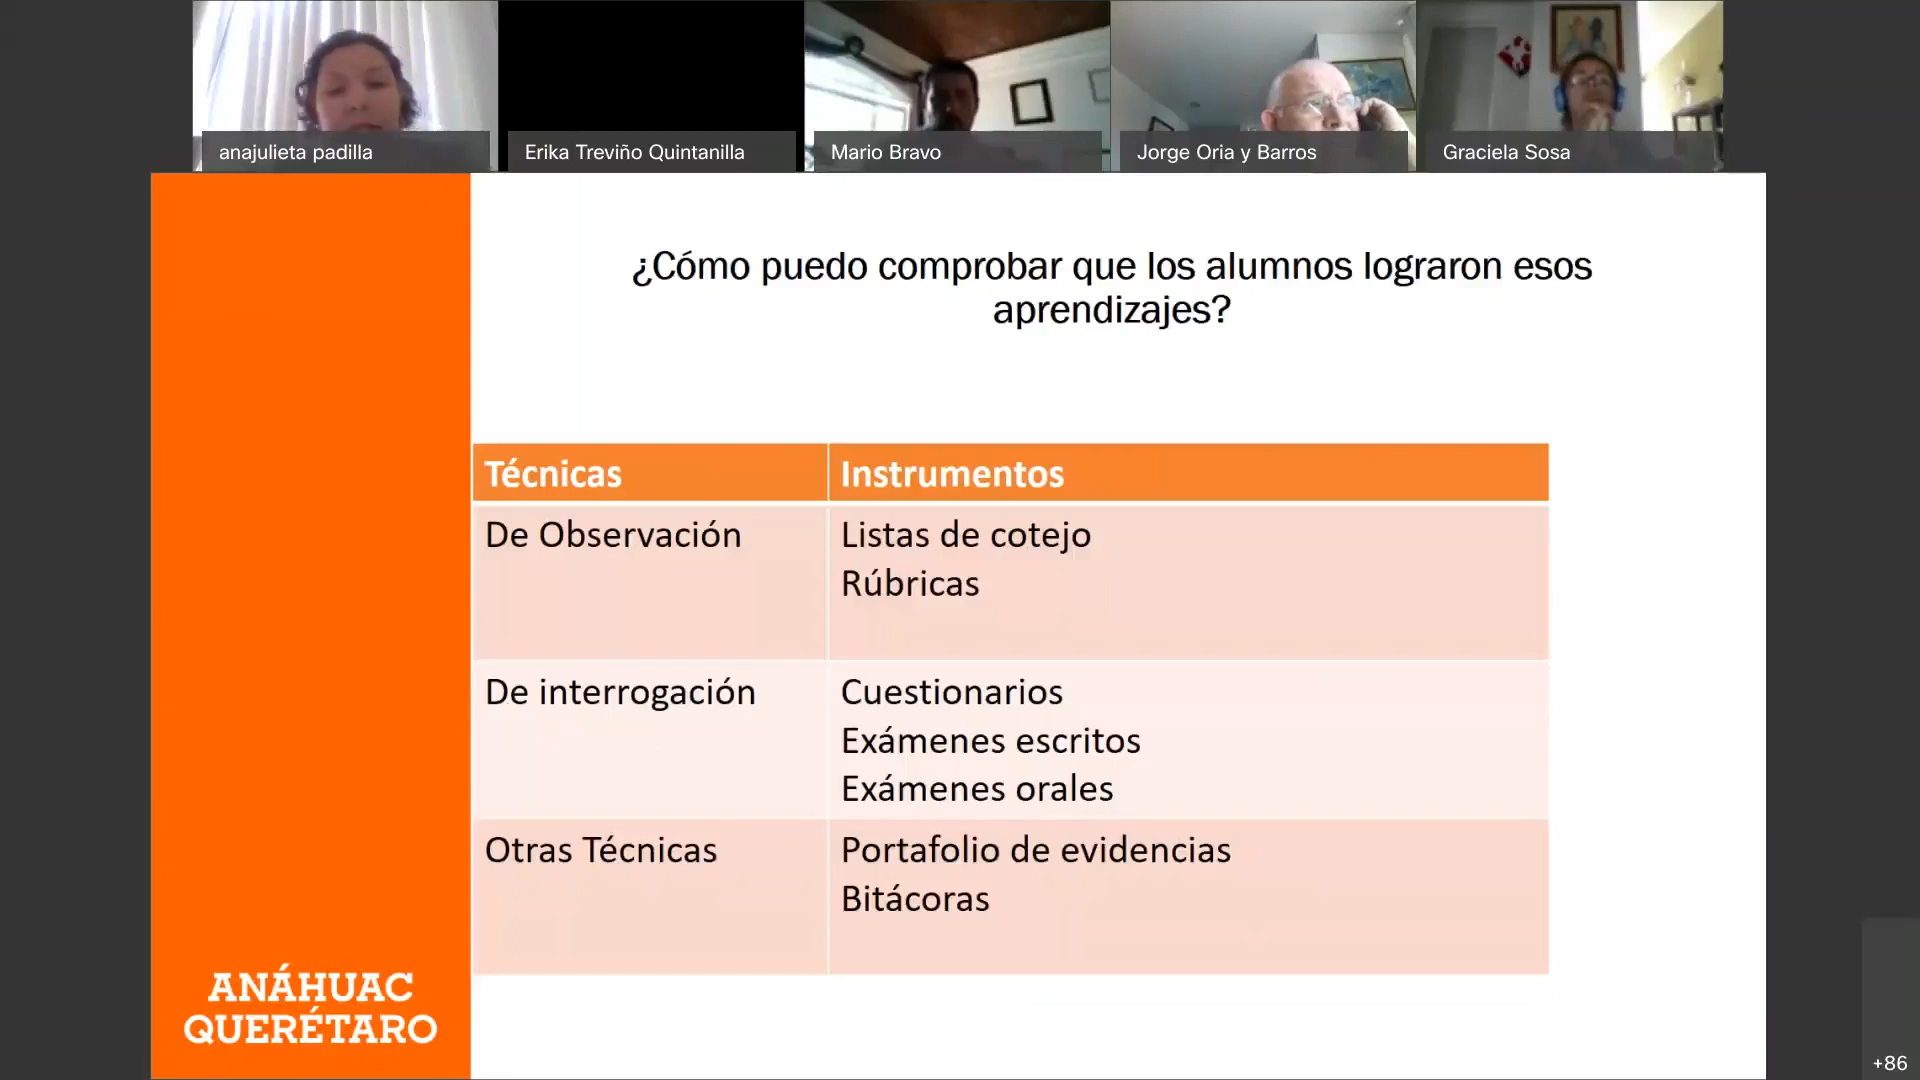 anajulieta padilla
Erika Treviño Quintanilla
Mario Bravo
Jorge Oria y Barros
Graciela Sosa
¿Cómo puedo comprobar que los alumnos lograron esos
aprendizajes?
Técnicas
Instrumentos
De Observación
Listas de cotejo
Rúbricas
De interrogación
Cuestionarios
Exámenes escritos
Exámenes orales
Otras Técnicas
Portafolio de evidencias
Bitácoras
ANÁHUAC
QUERÉTARO
+86